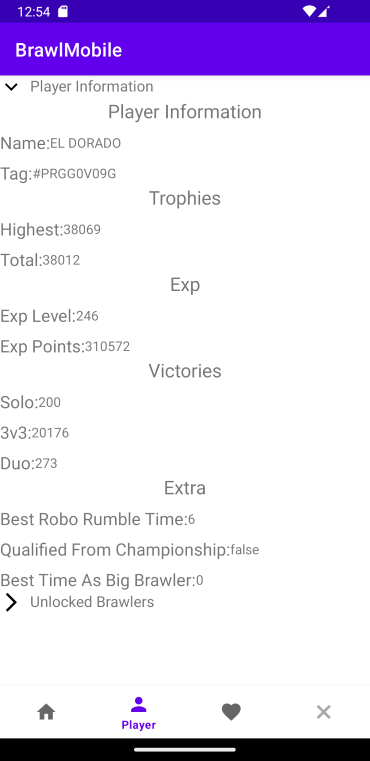 12:54
BrawlMobile
Player Information
Player Information
Name:EL DORADO
Tag:#PRGG0V09G
Trophies
Highest:38069
Total:38012
Exp
Exp Level:246
Exp Points:310572
Victories
Solo:200
3v3:20176
Duo:273
Extra
Best Robo Rumble Time:6
Qualified From Championship:false
Best Time As Big Brawler:0
Unlocked Brawlers
Player